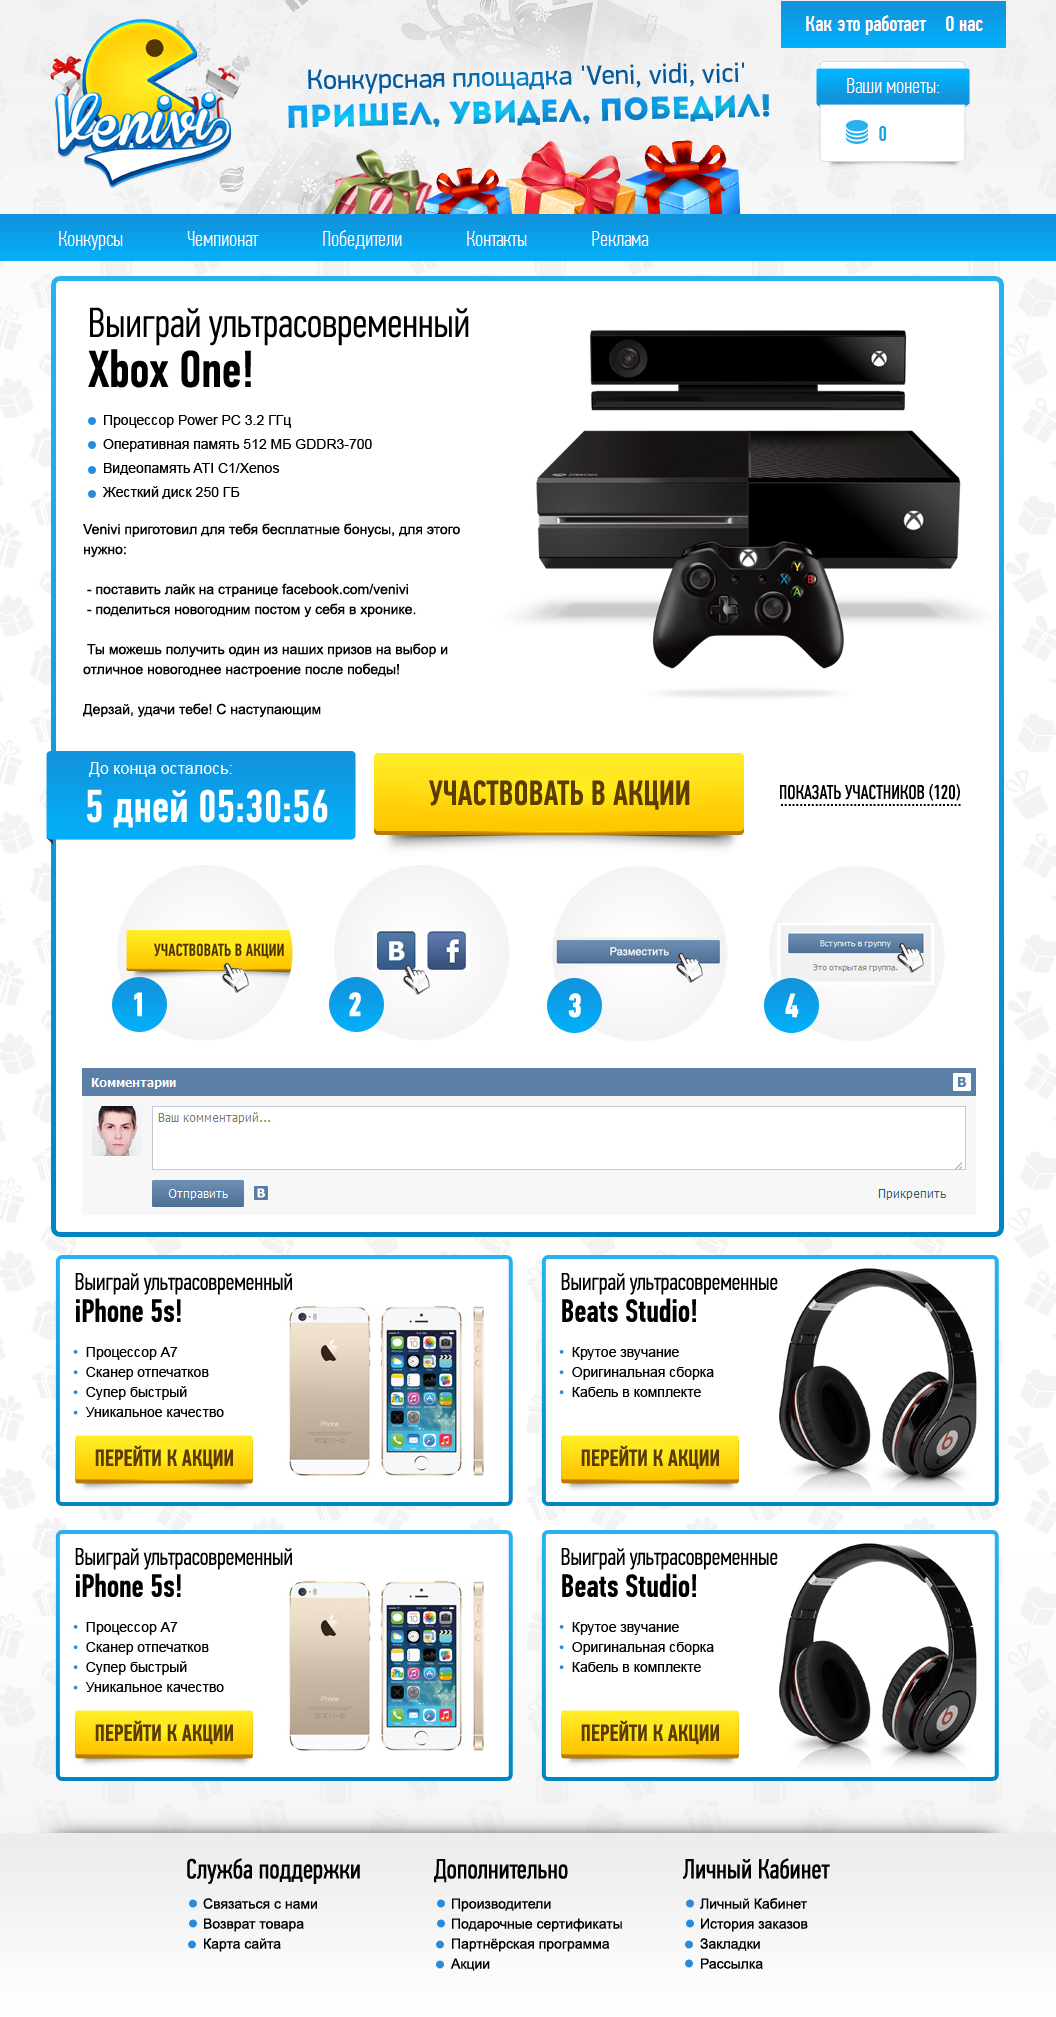 Как это работает О нас
Venivi
Конкурсная площадка 'Veni, vidi, vici'
ПРИШЕЛ, УВИДЕЛ, ПОБЕДИЛ!
Ваши монеты:
0
Конкурсы Чемпионат Победители Контакты Реклама
Выиграй ультрасовременный
Xbox One!
Процессор Power PC 3.2 ГГц
Оперативная память 512 МБ GDDR3-700
Видеопамять ATI C1/Xenos
Жесткий диск 250 ГБ
Venivi приготовил для тебя бесплатные бонусы, для этого
нужно:
- поставить лайк на странице facebook.com/venivi
- поделиться новогодним постом у себя в хронике.
Ты можешь получить один из наших призов на выбор и
отличное новогоднее настроение после победы!
Дерзай, удачи тебе! С наступающим
Y
X B
A
До конца осталось:
5 дней 05:30:56
УЧАСТВОВАТЬ В АКЦИИ
ПОКАЗАТЬ УЧАСТНИКОВ (120)
УЧАСТВОВАТЬ В АКЦИИ
1
В f
2
Разместить
3
Вступить в группу
Это открытая группа.
4
Комментарии
В
Ваш комментарий...
Отправить
В
Прикрепить
Выиграй ультрасовременный
iPhone 5s!
Процессор А7
Сканер отпечатков
Супер быстрый
Уникальное качество
ПЕРЕЙТИ К АКЦИИ
iPhone
Выиграй ультрасовременные
Beats Studio!
Крутое звучание
Оригинальная сборка
Кабель в комплекте
ПЕРЕЙТИ К АКЦИИ
b
Выиграй ультрасовременный
iPhone 5s!
Процессор А7
Сканер отпечатков
Супер быстрый
Уникальное качество
ПЕРЕЙТИ К АКЦИИ
iPhone
Выиграй ультрасовременные
Beats Studio!
Крутое звучание
Оригинальная сборка
Кабель в комплекте
ПЕРЕЙТИ К АКЦИИ
b
Служба поддержки
Связаться с нами
Возврат товара
Карта сайта
Дополнительно
Производители
Подарочные сертификаты
Партнёрская программа
Акции
Личный Кабинет
Личный Кабинет
История заказов
Закладки
Рассылка